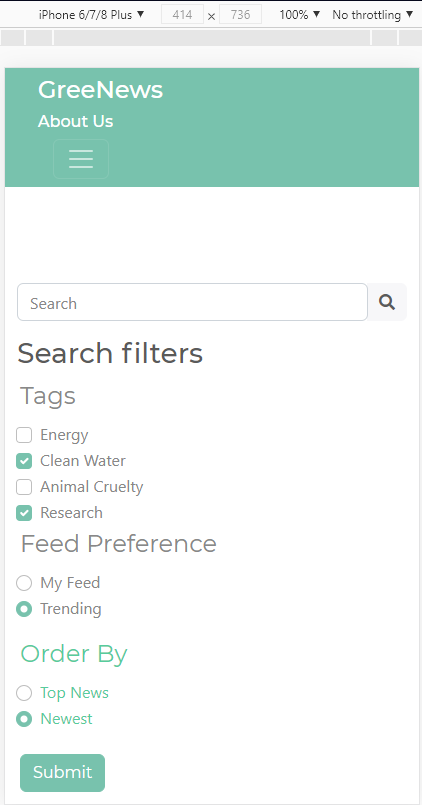 iPhone 6/7/8 Plus ▼ 414 × 736 100% ▼ No throttling ▼
GreeNews
About Us
Search
Search filters
Tags
Energy
Clean Water
Animal Cruelty
Research
Feed Preference
My Feed
Trending
Order By
Top News
Newest
Submit